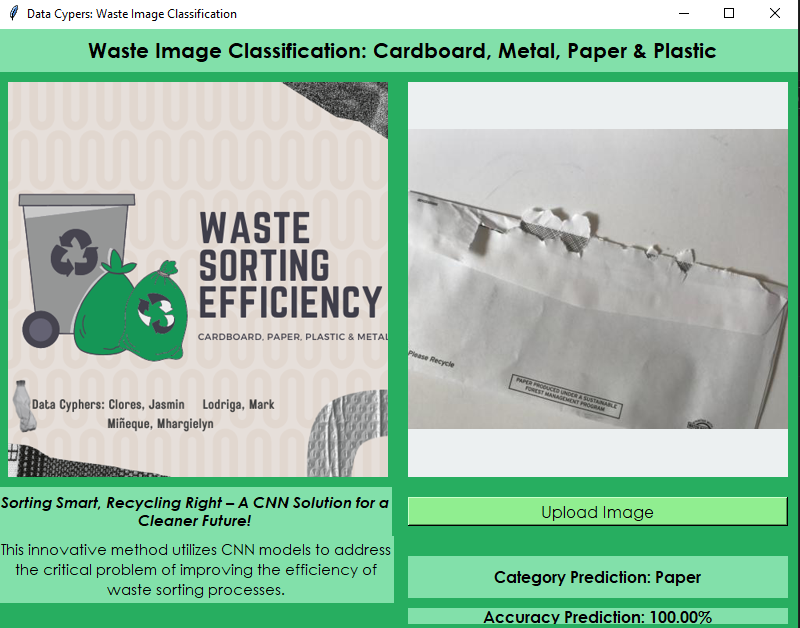 Data Cypers: Waste Image Classification
Waste Image Classification: Cardboard, Metal, Paper & Plastic
WASTE
SORTING
EFFICIENCY
CARDBOARD, PAPER, PLASTIC & METAL
Data Cyphers: Clores, Jasmin Lodriga, Mark
Miñeque, Mhargielyn
Please Recycle
PAPER PRODUCED UNDER A SUSTAINABLE
FOREST MANAGEMENT PROGRAM
Sorting Smart, Recycling Right – A CNN Solution for a
Cleaner Future!
This innovative method utilizes CNN models to address
the critical problem of improving the efficiency of
waste sorting processes.
Upload Image
Category Prediction: Paper
Accuracy Prediction: 100.00%